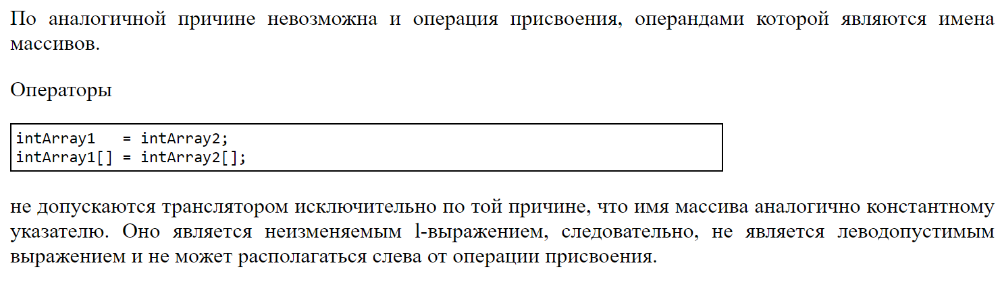 По аналогичной причине невозможна и операция присвоения, операндами которой являются имена
массивов.
Операторы
intArray1   = intArray2;
intArray1[] = intArray2[];
не допускаются транслятором исключительно по той причине, что имя массива аналогично константному
указателю. Оно является неизменяемым l-выражением, следовательно, не является леводопустимым
выражением и не может располагаться слева от операции присвоения.